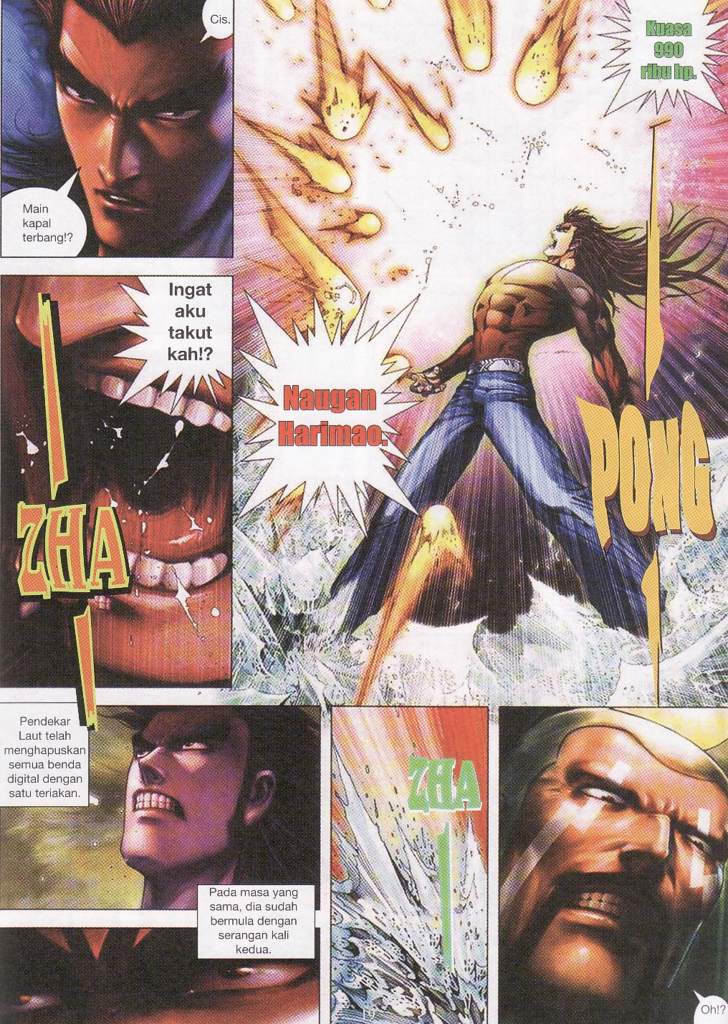 Cis.
Main
kapal
terbang!?
Kuasa
990
ribu hp.
Ingat
aku
takut
kah!?
Naugan
Harimao.
PONG
ZHA
Pendekar
Laut telah
menghapuskan
semua benda
digital dengan
satu teriakan.
Pada masa yang
sama, dia sudah
bermula dengan
serangan kali
kedua.
ZHA
Oh!?